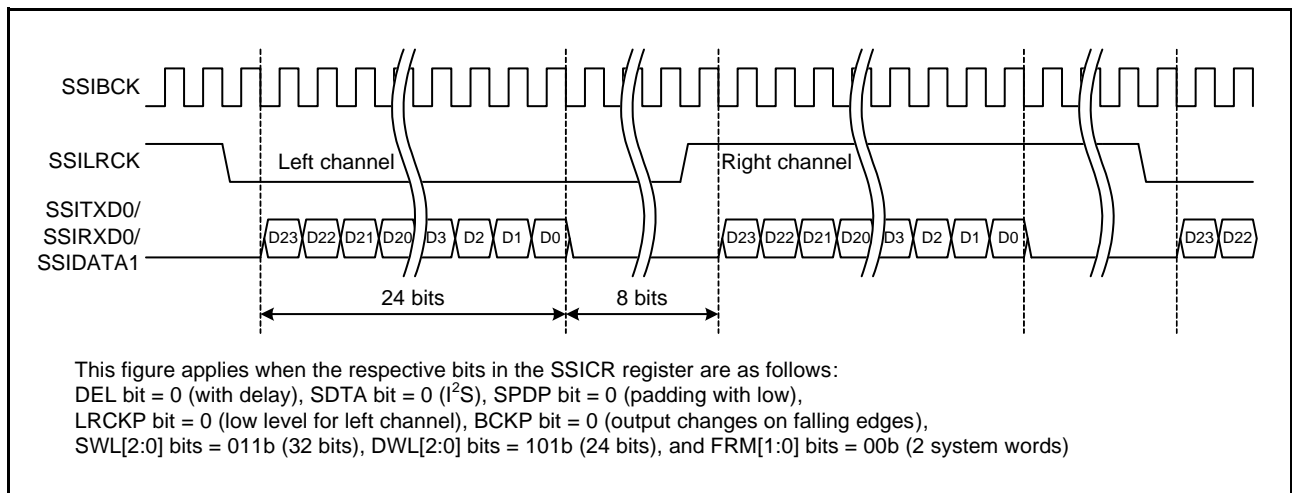 SSIBCK
SSILRCK
Left channel
Right channel
SSITXD0/
SSIRXD0/
SSIDATA1
D23 D22 D21 D20 D3 D2 D1 D0
D23 D22 D21 D20 D3 D2 D1 D0
D23 D22
24 bits
8 bits
This figure applies when the respective bits in the SSICR register are as follows:
DEL bit = 0 (with delay), SDTA bit = 0 (I²S), SPDP bit = 0 (padding with low),
LRCKP bit = 0 (low level for left channel), BCKP bit = 0 (output changes on falling edges),
SWL[2:0] bits = 011b (32 bits), DWL[2:0] bits = 101b (24 bits), and FRM[1:0] bits = 00b (2 system words)